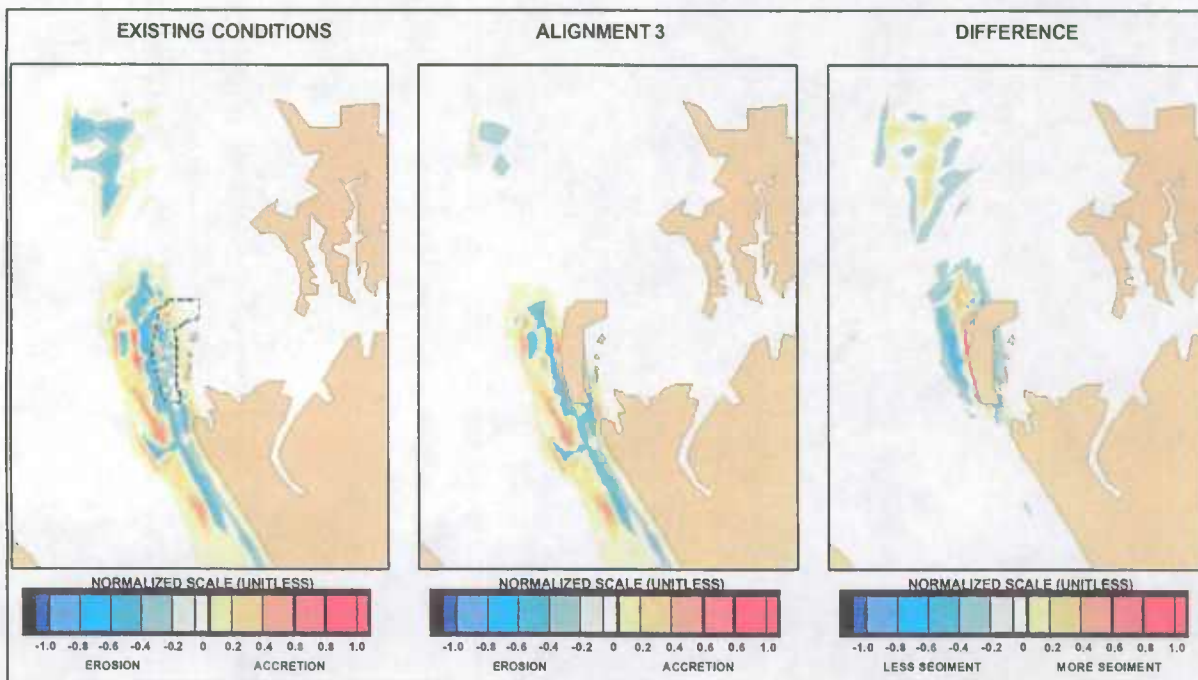 EXISTING CONDITIONS
ALIGNMENT 3
DIFFERENCE
NORMALIZED SCALE (UNITLESS)
-1.0 -0.8 -0.6 -0.4 -0.2 0 0.2 0.4 0.6 0.8 1.0
EROSION ACCRETION
NORMALIZED SCALE (UNITLESS)
-1.0 -0.8 -0.6 -0.4 -0.2 0 0.2 0.4 0.6 0.8 1.0
EROSION ACCRETION
NORMALIZED SCALE (UNITLESS)
-1.0 -0.8 -0.6 -0.4 -0.2 0 0.2 0.4 0.6 0.8 1.0
LESS SEDIMENT MORE SEDIMENT